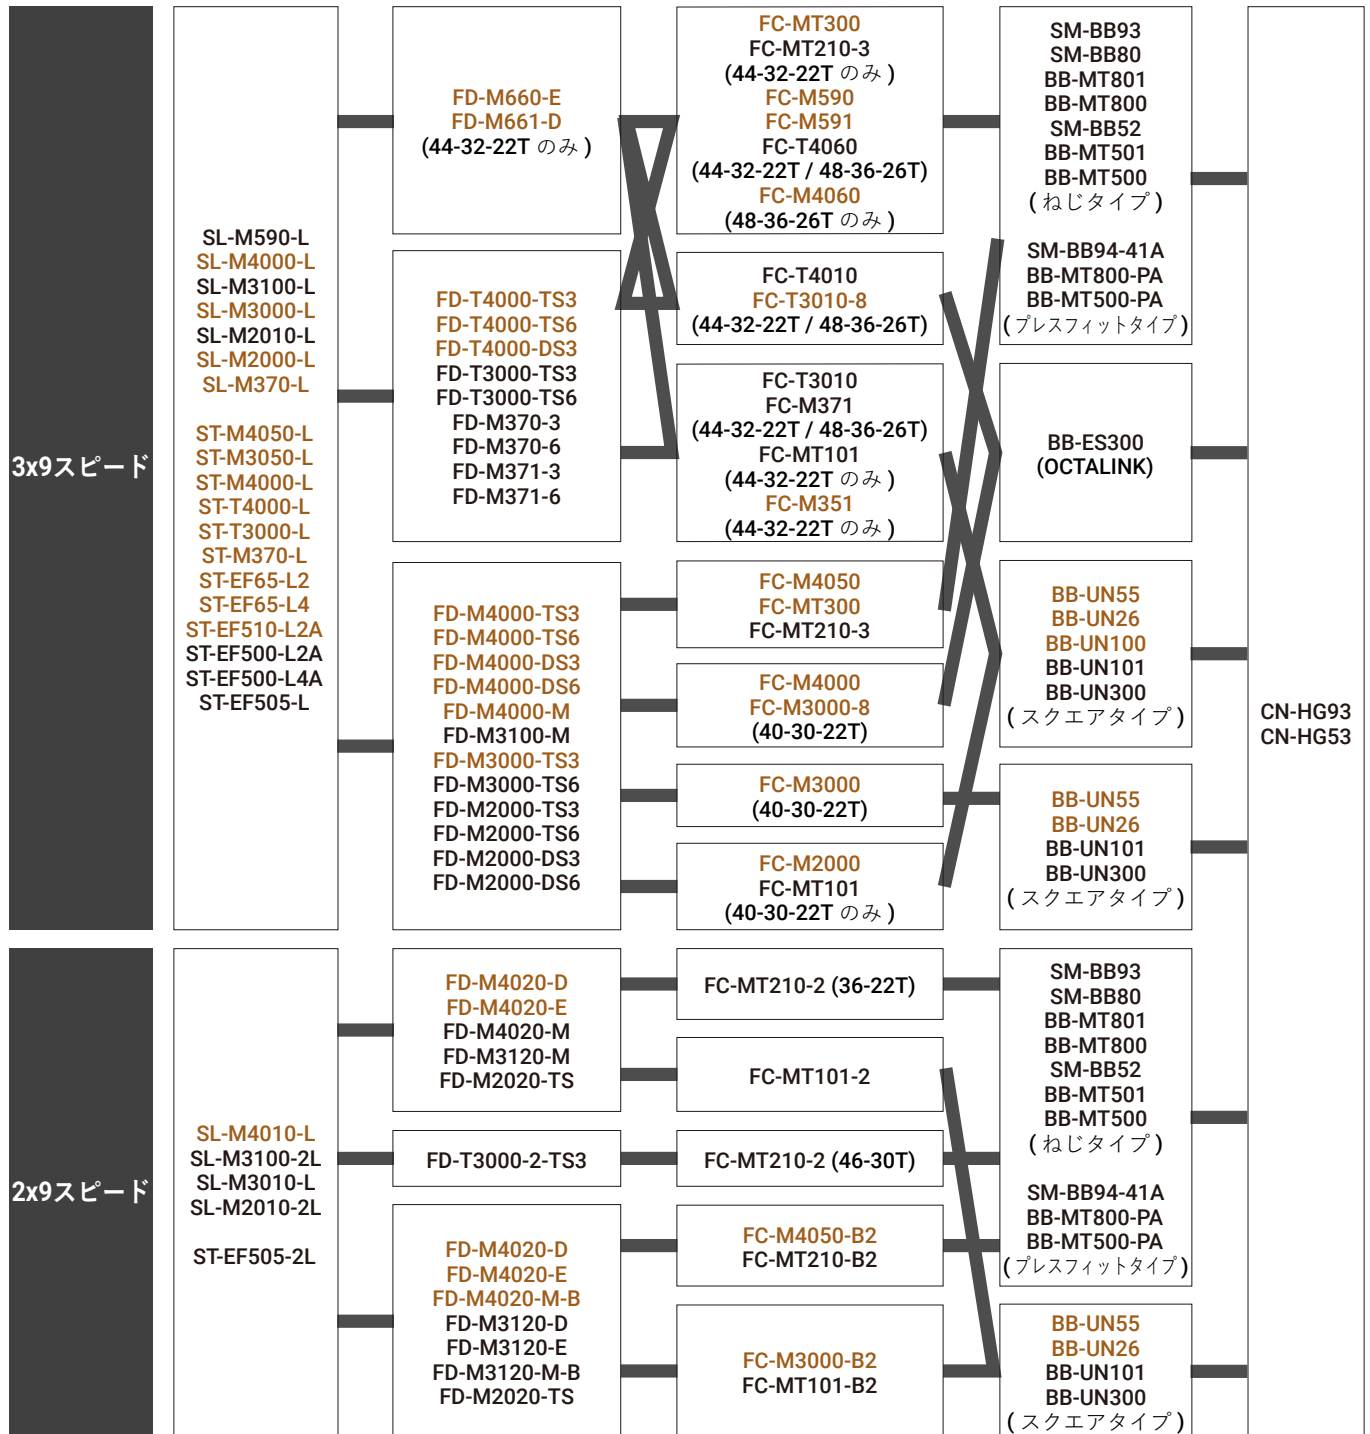 3x9スピード
SL-M590-L
SL-M4000-L
SL-M3100-L
SL-M3000-L
SL-M2010-L
SL-M2000-L
SL-M370-L
ST-M4050-L
ST-M3050-L
ST-M4000-L
ST-T4000-L
ST-T3000-L
ST-M370-L
ST-EF65-L2
ST-EF65-L4
ST-EF510-L2A
ST-EF500-L2A
ST-EF500-L4A
ST-EF505-L
FD-M660-E
FD-M661-D
(44-32-22T のみ )
FD-T4000-TS3
FD-T4000-TS6
FD-T4000-DS3
FD-T3000-TS3
FD-T3000-TS6
FD-M370-3
FD-M370-6
FD-M371-3
FD-M371-6
FD-M4000-TS3
FD-M4000-TS6
FD-M4000-DS3
FD-M4000-DS6
FD-M4000-M
FD-M3100-M
FD-M3000-TS3
FD-M3000-TS6
FD-M2000-TS3
FD-M2000-TS6
FD-M2000-DS3
FD-M2000-DS6
FC-MT300
FC-MT210-3
(44-32-22T のみ )
FC-M590
FC-M591
FC-T4060
(44-32-22T / 48-36-26T)
FC-M4060
(48-36-26T のみ )
FC-T4010
FC-T3010-8
(44-32-22T / 48-36-26T)
FC-T3010
FC-M371
(44-32-22T / 48-36-26T)
FC-MT101
(44-32-22T のみ )
FC-M351
(44-32-22T のみ )
FC-M4050
FC-MT300
FC-MT210-3
FC-M4000
FC-M3000-8
(40-30-22T)
FC-M3000
(40-30-22T)
FC-M2000
FC-MT101
(40-30-22T のみ )
SM-BB93
SM-BB80
BB-MT801
BB-MT800
SM-BB52
BB-MT501
BB-MT500
( ねじタイプ )
SM-BB94-41A
BB-MT800-PA
BB-MT500-PA
( プレスフィットタイプ )
BB-ES300
(OCTALINK)
BB-UN55
BB-UN26
BB-UN100
BB-UN101
BB-UN300
( スクエアタイプ )
BB-UN55
BB-UN26
BB-UN101
BB-UN300
( スクエアタイプ )
CN-HG93
CN-HG53
2x9スピード
SL-M4010-L
SL-M3100-2L
SL-M3010-L
SL-M2010-2L
ST-EF505-2L
FD-M4020-D
FD-M4020-E
FD-M4020-M
FD-M3120-M
FD-M2020-TS
FD-T3000-2-TS3
FD-M4020-D
FD-M4020-E
FD-M4020-M-B
FD-M3120-D
FD-M3120-E
FD-M3120-M-B
FD-M2020-TS
FC-MT210-2 (36-22T)
FC-MT101-2
FC-MT210-2 (46-30T)
FC-M4050-B2
FC-MT210-B2
FC-M3000-B2
FC-MT101-B2
SM-BB93
SM-BB80
BB-MT801
BB-MT800
SM-BB52
BB-MT501
BB-MT500
( ねじタイプ )
SM-BB94-41A
BB-MT800-PA
BB-MT500-PA
( プレスフィットタイプ )
BB-UN55
BB-UN26
BB-UN101
BB-UN300
( スクエアタイプ )